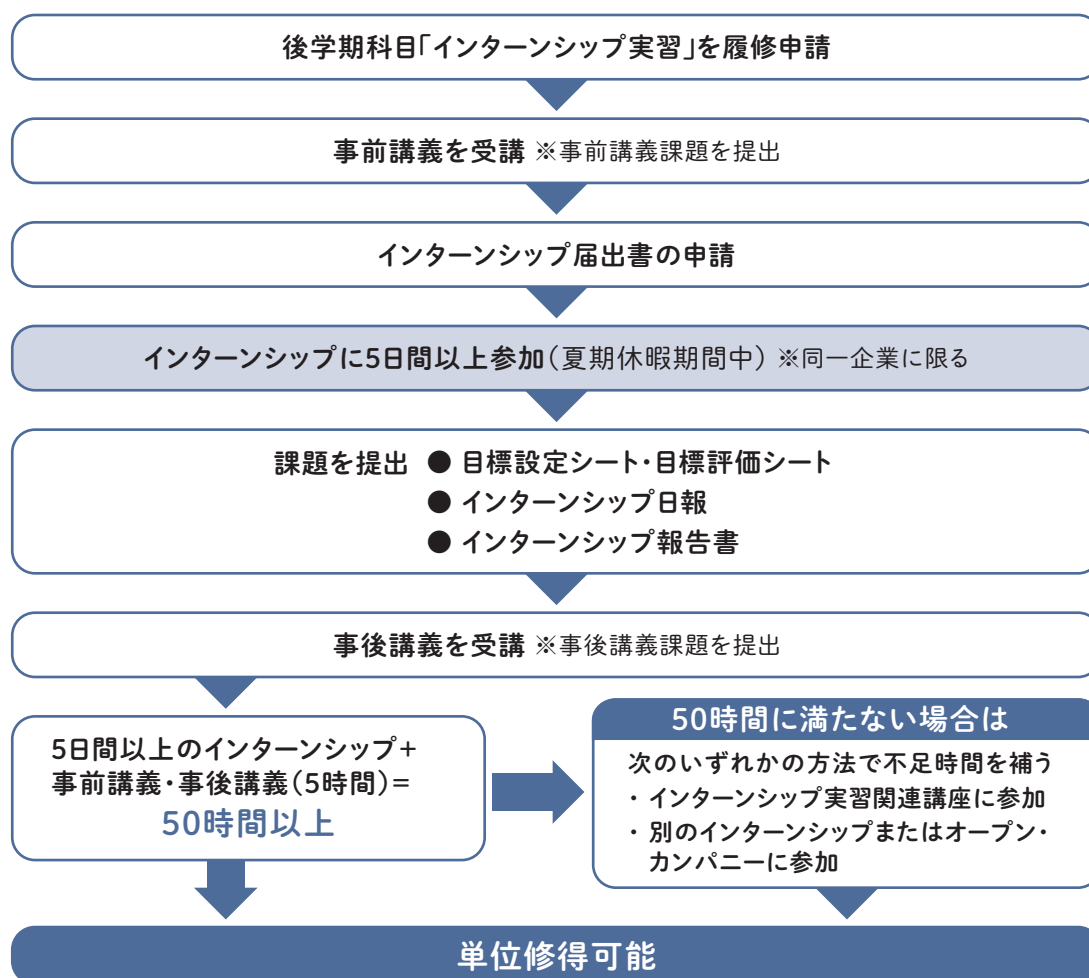 後学期科目「インターンシップ実習」を履修申請
事前講義を受講 ※事前講義課題を提出
インターンシップ届出書の申請
インターンシップに5日間以上参加（夏期休暇期間中） ※同一企業に限る
課題を提出 ● 目標設定シート・目標評価シート
● インターンシップ日報
● インターンシップ報告書
事後講義を受講 ※事後講義課題を提出
5日間以上のインターンシップ＋
事前講義・事後講義（5時間）＝
50時間以上
50時間に満たない場合は
次のいずれかの方法で不足時間を補う
・インターンシップ実習関連講座に参加
・別のインターンシップまたはオープン・
カンパニーに参加
単位修得可能